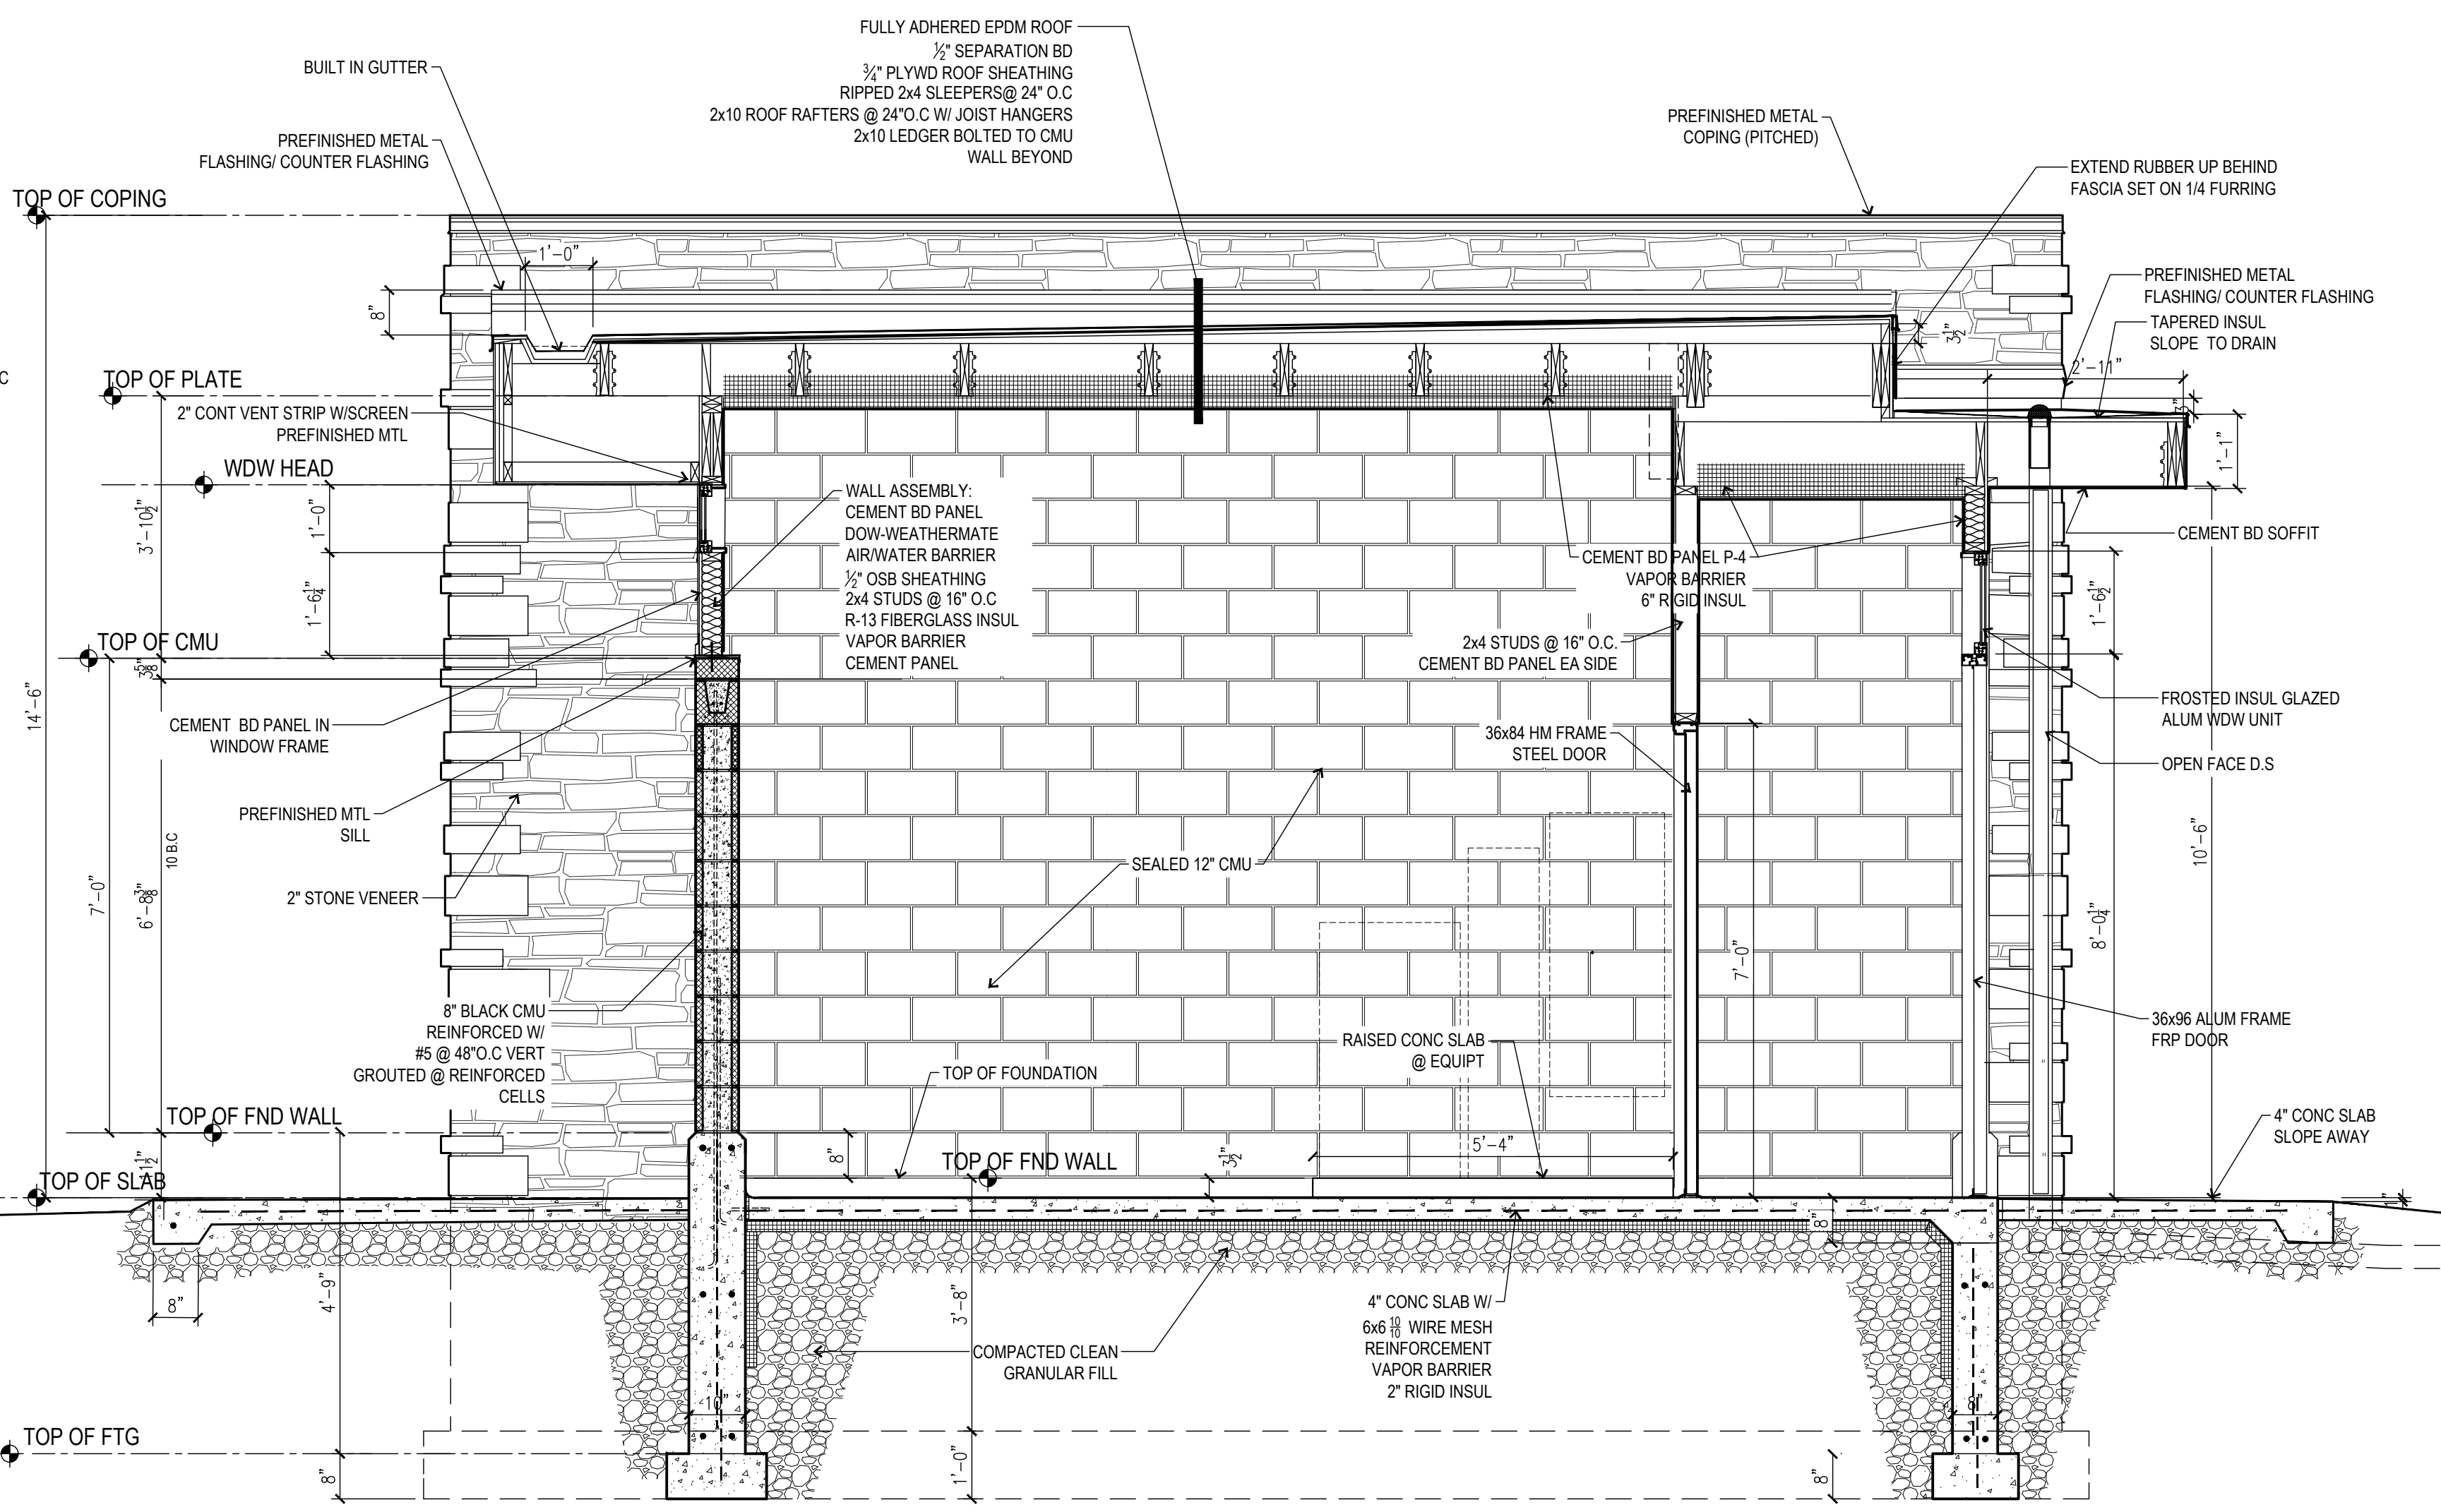 FULLY ADHERED EPDM ROOF
½" SEPARATION BD
¾" PLYWD ROOF SHEATHING
RIPPED 2x4 SLEEPERS@ 24" O.C
2x10 ROOF RAFTERS @ 24"O.C W/ JOIST HANGERS
2x10 LEDGER BOLTED TO CMU
WALL BEYOND
BUILT IN GUTTER
PREFINISHED METAL
FLASHING/ COUNTER FLASHING
PREFINISHED METAL
COPING (PITCHED)
EXTEND RUBBER UP BEHIND
FASCIA SET ON 1/4 FURRING
TOP OF COPING
1'-0"
8"
PREFINISHED METAL
FLASHING/ COUNTER FLASHING
TAPERED INSUL
SLOPE TO DRAIN
3½"
2'-11"
3"
1'-1"
C
TOP OF PLATE
2" CONT VENT STRIP W/SCREEN
PREFINISHED MTL
WDW HEAD
3'-10½"
1'-0"
1'-6¼"
WALL ASSEMBLY:
CEMENT BD PANEL
DOW-WEATHERMATE
AIR/WATER BARRIER
½" OSB SHEATHING
2x4 STUDS @ 16" O.C
R-13 FIBERGLASS INSUL
VAPOR BARRIER
CEMENT PANEL
CEMENT BD PANEL P-4
VAPOR BARRIER
6" RIGID INSUL
2x4 STUDS @ 16" O.C.
CEMENT BD PANEL EA SIDE
CEMENT BD SOFFIT
1'-6½"
TOP OF CMU
3⅝"
14'-6"
CEMENT BD PANEL IN
WINDOW FRAME
36x84 HM FRAME
STEEL DOOR
FROSTED INSUL GLAZED
ALUM WDW UNIT
OPEN FACE D.S
PREFINISHED MTL
SILL
10 B.C
7'-0"
6'-8⅜"
2" STONE VENEER
SEALED 12" CMU
10'-6"
8'-0¼"
7'-0"
8" BLACK CMU
REINFORCED W/
#5 @ 48"O.C VERT
GROUTED @ REINFORCED
CELLS
RAISED CONC SLAB
@ EQUIPT
36x96 ALUM FRAME
FRP DOOR
TOP OF FOUNDATION
TOP OF FND WALL
4" CONC SLAB
SLOPE AWAY
8"
TOP OF FND WALL
3½"
5'-4"
11½"
TOP OF SLAB
1"
8"
8"
4'-9"
3'-8"
4" CONC SLAB W/
6x6 10/10 WIRE MESH
REINFORCEMENT
VAPOR BARRIER
2" RIGID INSUL
COMPACTED CLEAN
GRANULAR FILL
10"
8"
TOP OF FTG
8"
1'-0"
8"